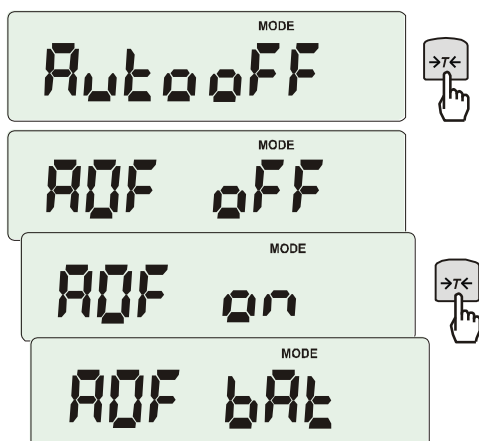 MODE
AutooFF
→T←
MODE
AOF oFF
MODE
AOF on
→T←
MODE
AOF bAt